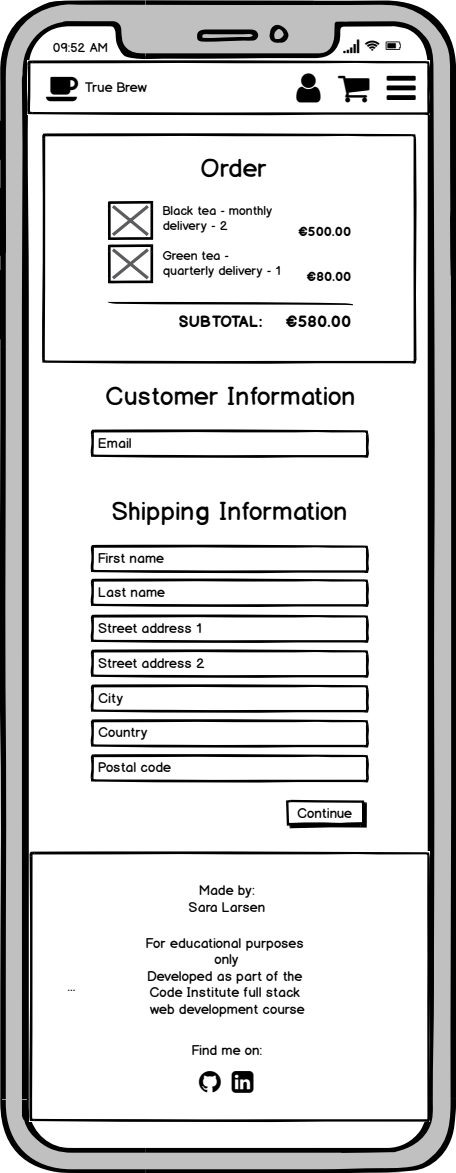 09:52 AM
True Brew
Order
Black tea - monthly
delivery - 2
€500.00
Green tea -
quarterly delivery - 1
€80.00
SUBTOTAL: €580.00
Customer Information
Email
Shipping Information
First name
Last name
Street address 1
Street address 2
City
Country
Postal code
Continue
Made by:
Sara Larsen
For educational purposes
only
Developed as part of the
...
Code Institute full stack
web development course
Find me on:
in